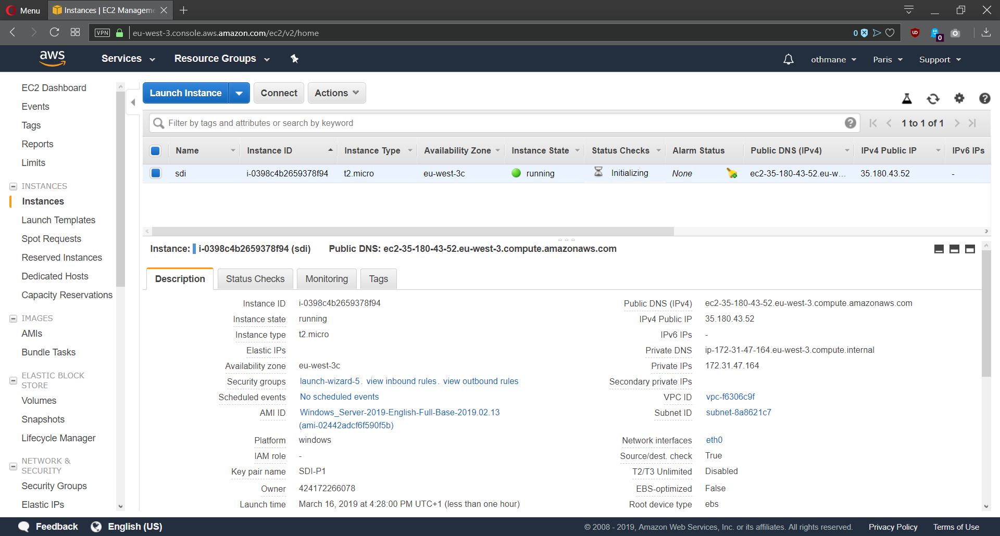 Menu
Instances | EC2 Manageme
VPN
eu-west-3.console.aws.amazon.com/ec2/v2/home
0
0
aws
Services
Resource Groups
othmane
Paris
Support
EC2 Dashboard
Events
Tags
Reports
Limits
INSTANCES
Instances
Launch Templates
Spot Requests
Reserved Instances
Dedicated Hosts
Capacity Reservations
IMAGES
AMIs
Bundle Tasks
ELASTIC BLOCK
STORE
Volumes
Snapshots
Lifecycle Manager
NETWORK &
SECURITY
Security Groups
Elastic IPs
Launch Instance
Connect
Actions
Filter by tags and attributes or search by keyword
1 to 1 of 1
Name Instance ID Instance Type Availability Zone Instance State Status Checks Alarm Status Public DNS (IPv4) IPv4 Public IP IPv6 IPs
sdi i-0398c4b2659378f94 t2.micro eu-west-3c running Initializing None ec2-35-180-43-52.eu-w... 35.180.43.52 -
Instance: i-0398c4b2659378f94 (sdi) Public DNS: ec2-35-180-43-52.eu-west-3.compute.amazonaws.com
Description Status Checks Monitoring Tags
Instance ID i-0398c4b2659378f94
Instance state running
Instance type t2.micro
Elastic IPs
Availability zone eu-west-3c
Security groups launch-wizard-5. view inbound rules. view outbound rules
Scheduled events No scheduled events
AMI ID Windows_Server-2019-English-Full-Base-2019.02.13
(ami-02442adcf6f590f5b)
Platform windows
IAM role -
Key pair name SDI-P1
Owner 424172266078
Launch time March 16, 2019 at 4:28:00 PM UTC+1 (less than one hour)
Public DNS (IPv4) ec2-35-180-43-52.eu-west-3.compute.amazonaws.com
IPv4 Public IP 35.180.43.52
IPv6 IPs -
Private DNS ip-172-31-47-164.eu-west-3.compute.internal
Private IPs 172.31.47.164
Secondary private IPs
VPC ID vpc-f6306c9f
Subnet ID subnet-8a8621c7
Network interfaces eth0
Source/dest. check True
T2/T3 Unlimited Disabled
EBS-optimized False
Root device type ebs
Feedback
English (US)
© 2008 - 2019, Amazon Web Services, Inc. or its affiliates. All rights reserved.
Privacy Policy
Terms of Use